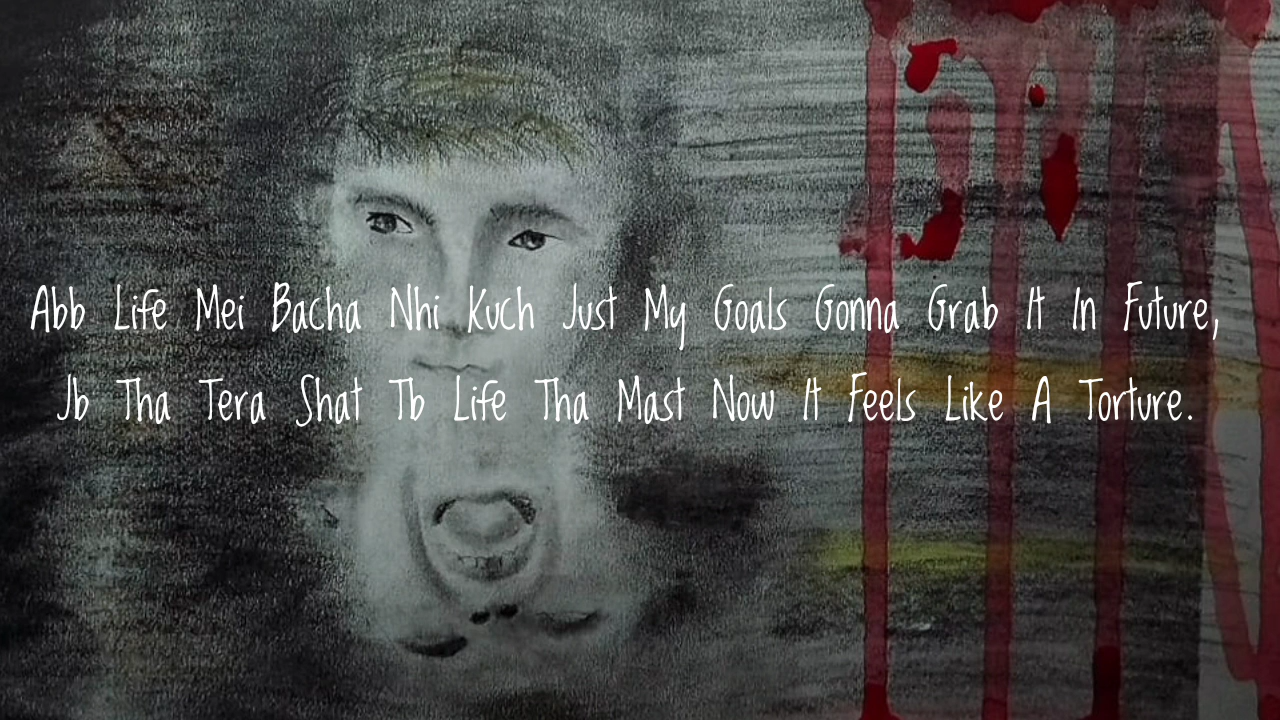 Abb Life Mei Bacha Nhi Kuch Just My Goals Gonna Grab It In Future,
Jb Tha Tera Shat Tb Life Tha Mast Now It Feels Like A Torture.